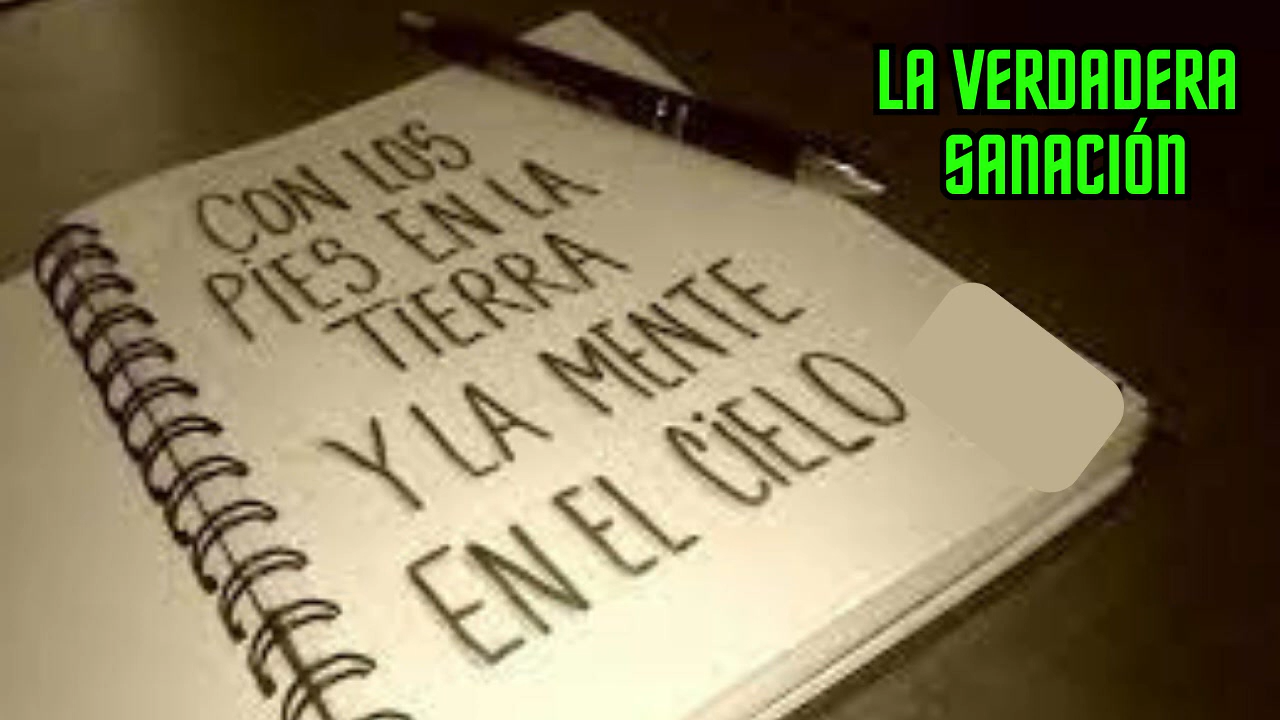 LA VERDADERA
SANACIÓN
CON LOS
PIES EN LA
TIERRA
Y LA MENTE
EN EL CIELO